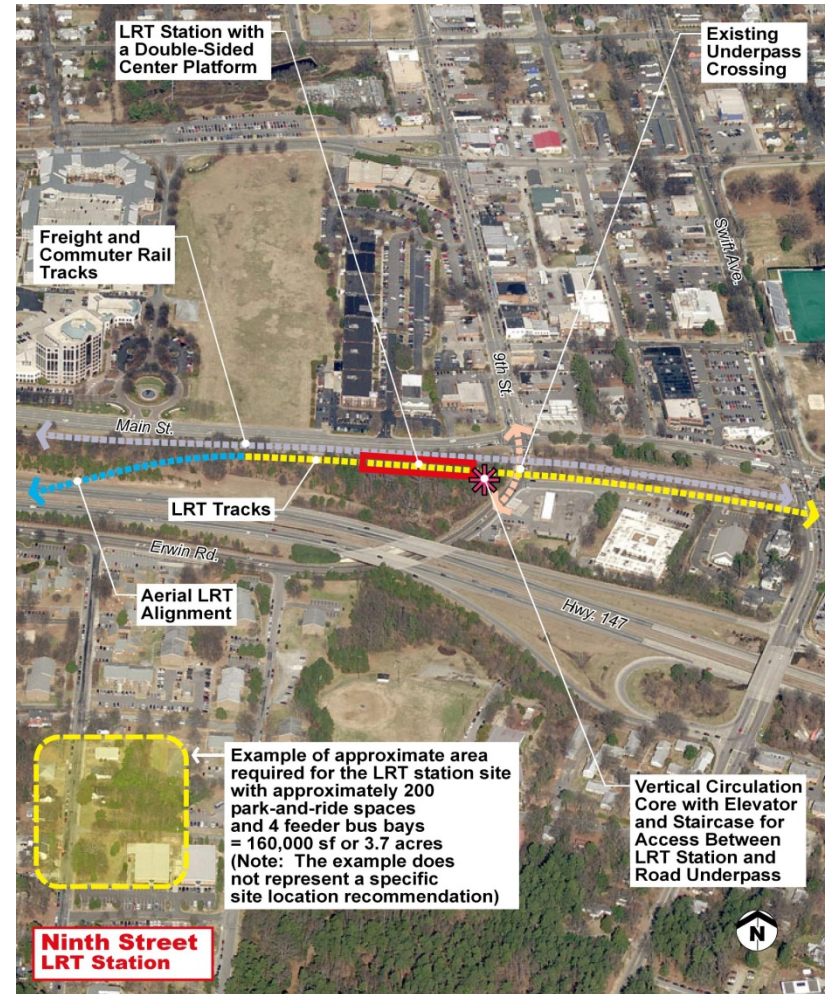 LRT Station with
a Double-Sided
Center Platform
Existing
Underpass
Crossing
Freight and
Commuter Rail
Tracks
Swift Ave.
9th St.
Main St.
LRT Tracks
Erwin Rd.
Aerial LRT
Alignment
Hwy. 147
Example of approximate area
required for the LRT station site
with approximately 200
park-and-ride spaces
and 4 feeder bus bays
= 160,000 sf or 3.7 acres
(Note: The example does
not represent a specific
site location recommendation)
Vertical Circulation
Core with Elevator
and Staircase for
Access Between
LRT Station and
Road Underpass
Ninth Street
LRT Station
N